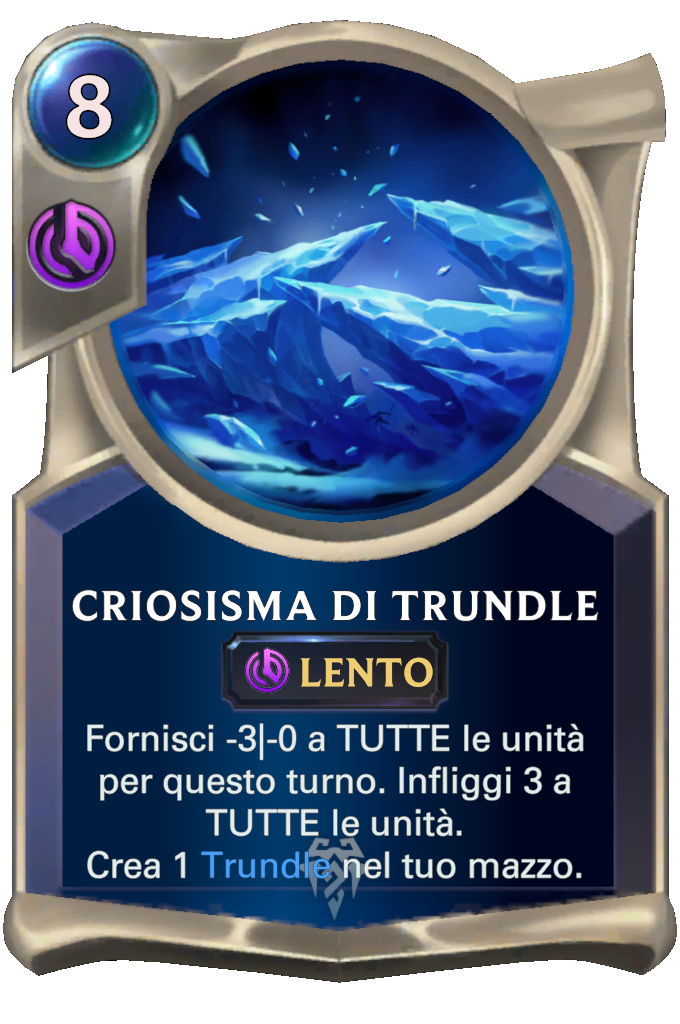 8
CRIOSISMA DI TRUNDLE
LENTO
Fornisci -3|-0 a TUTTE le unità
per questo turno. Infliggi 3 a
TUTTE le unità.
Crea 1 Trundle nel tuo mazzo.